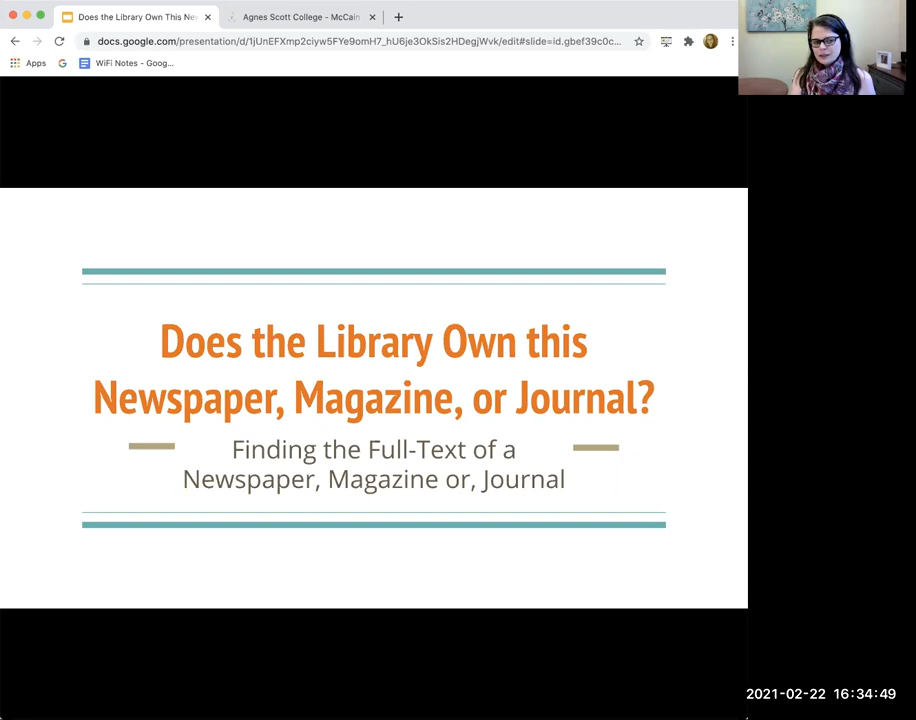 Does the Library Own this Ne
Agnes Scott College - McCain
docs.google.com/presentation/d/1jUnEFXmp2ciyw5FYe9omH7_hU6je3OkSis2HDegjWvk/edit#slide=id.gbef39c0c...
Apps
WiFi Notes - Goog...
Does the Library Own this
Newspaper, Magazine, or Journal?
Finding the Full-Text of a
Newspaper, Magazine or, Journal
2021-02-22 16:34:49